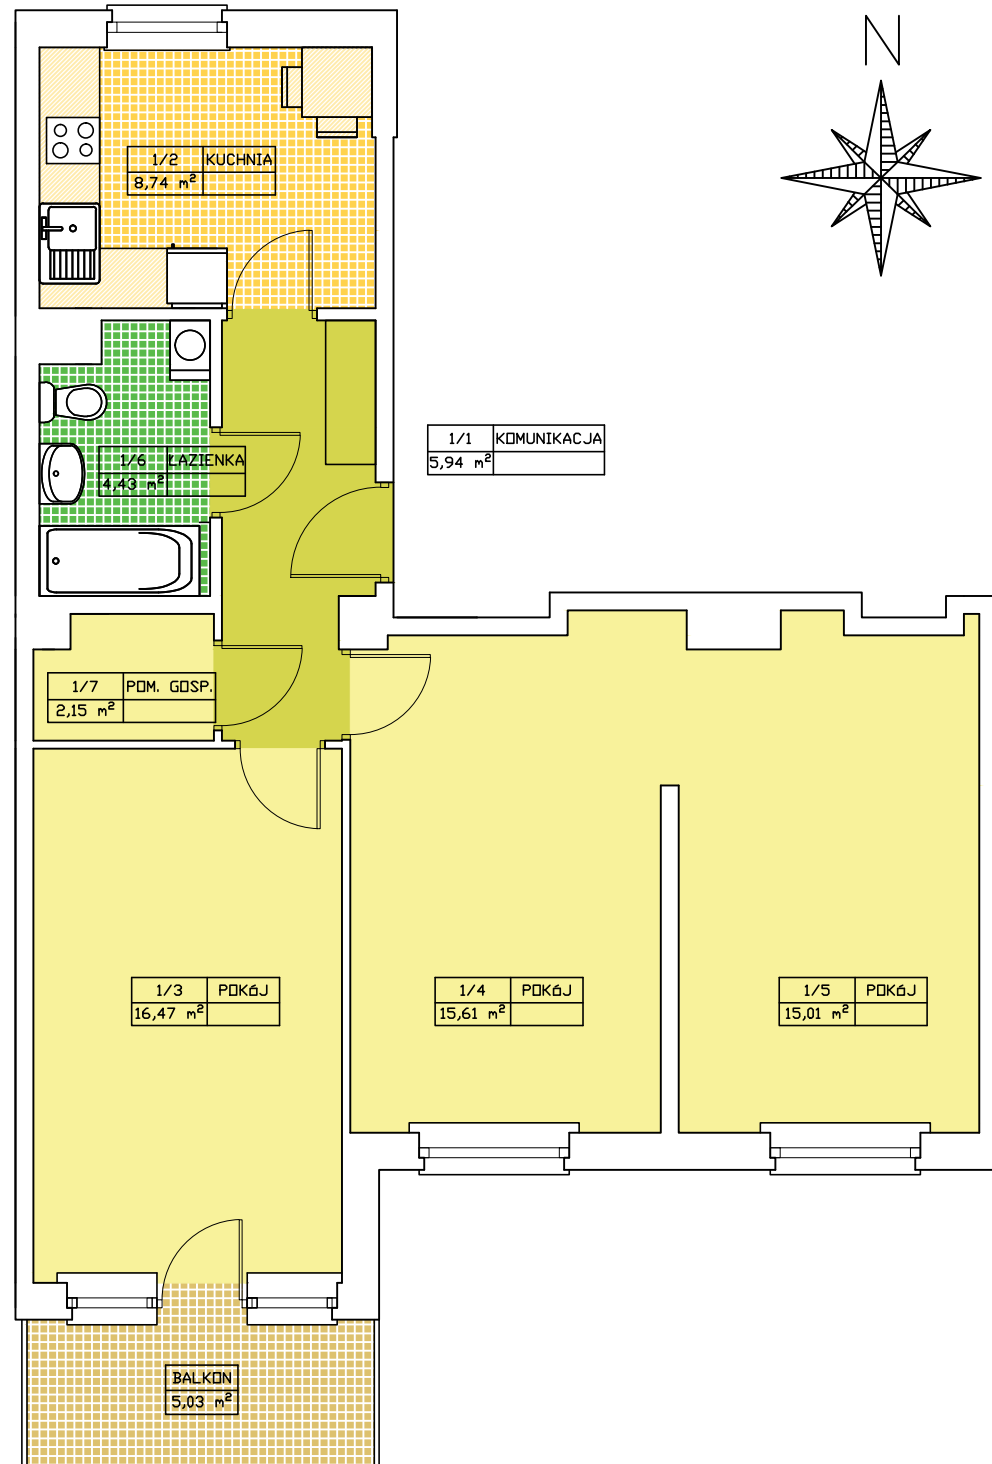 N
1/2 KUCHNIA
8,74 m²
1/1 KOMUNIKACJA
5,94 m²
1/6 ŁAZIENKA
4,43 m²
1/7 POM. GOSP.
2,15 m²
1/3 POKÓJ
16,47 m²
1/4 POKÓJ
15,61 m²
1/5 POKÓJ
15,01 m²
BALKON
5,03 m²